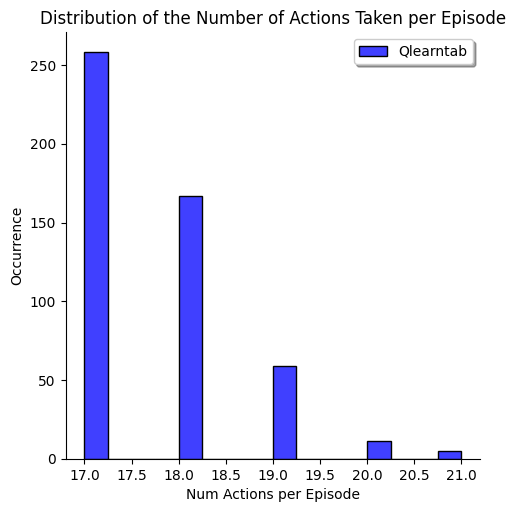 Distribution of the Number of Actions Taken per Episode
Qlearntab
250
200
150
100
50
0
Occurrence
17.0 17.5 18.0 18.5 19.0 19.5 20.0 20.5 21.0
Num Actions per Episode